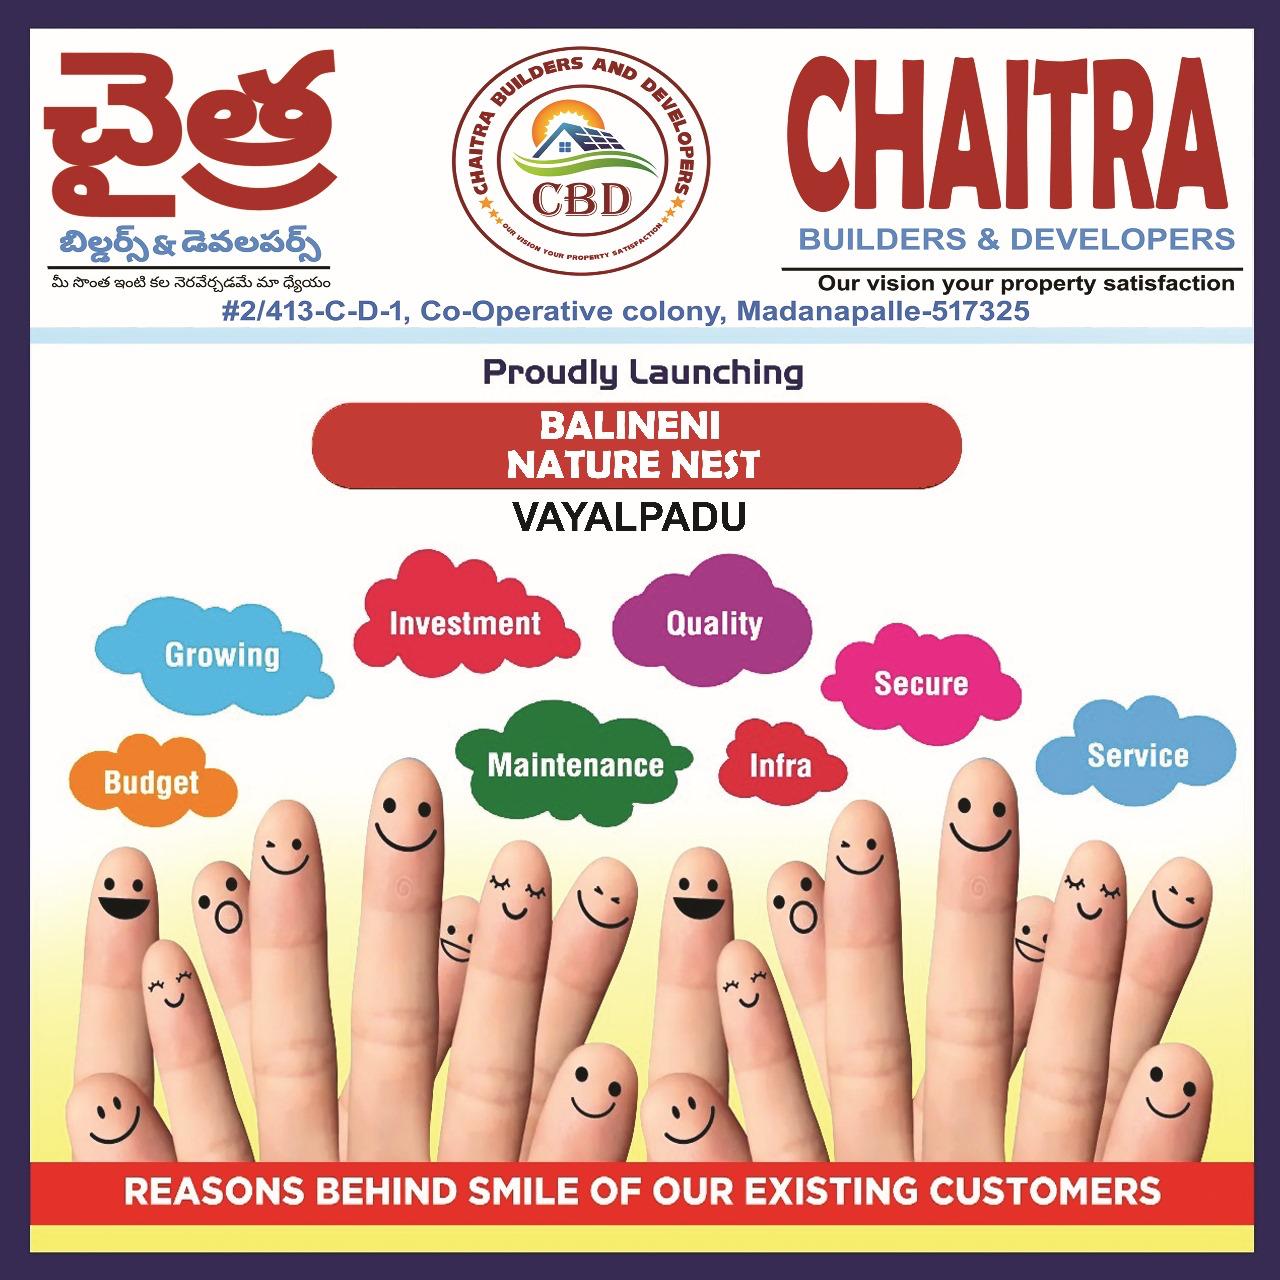 చైత్ర
బిల్డర్స్ & డెవలపర్స్
మీ సొంత ఇంటి కల నెరవేర్చడమే మా ధ్యేయం
CHAITRA BUILDERS AND DEVELOPERS
CBD
OUR VISION YOUR PROPERTY SATISFACTION
CHAITRA
BUILDERS & DEVELOPERS
Our vision your property satisfaction
#2/413-C-D-1, Co-Operative colony, Madanapalle-517325
Proudly Launching
BALINENI
NATURE NEST
VAYALPADU
Growing
Investment
Quality
Secure
Budget
Maintenance
Infra
Service
REASONS BEHIND SMILE OF OUR EXISTING CUSTOMERS